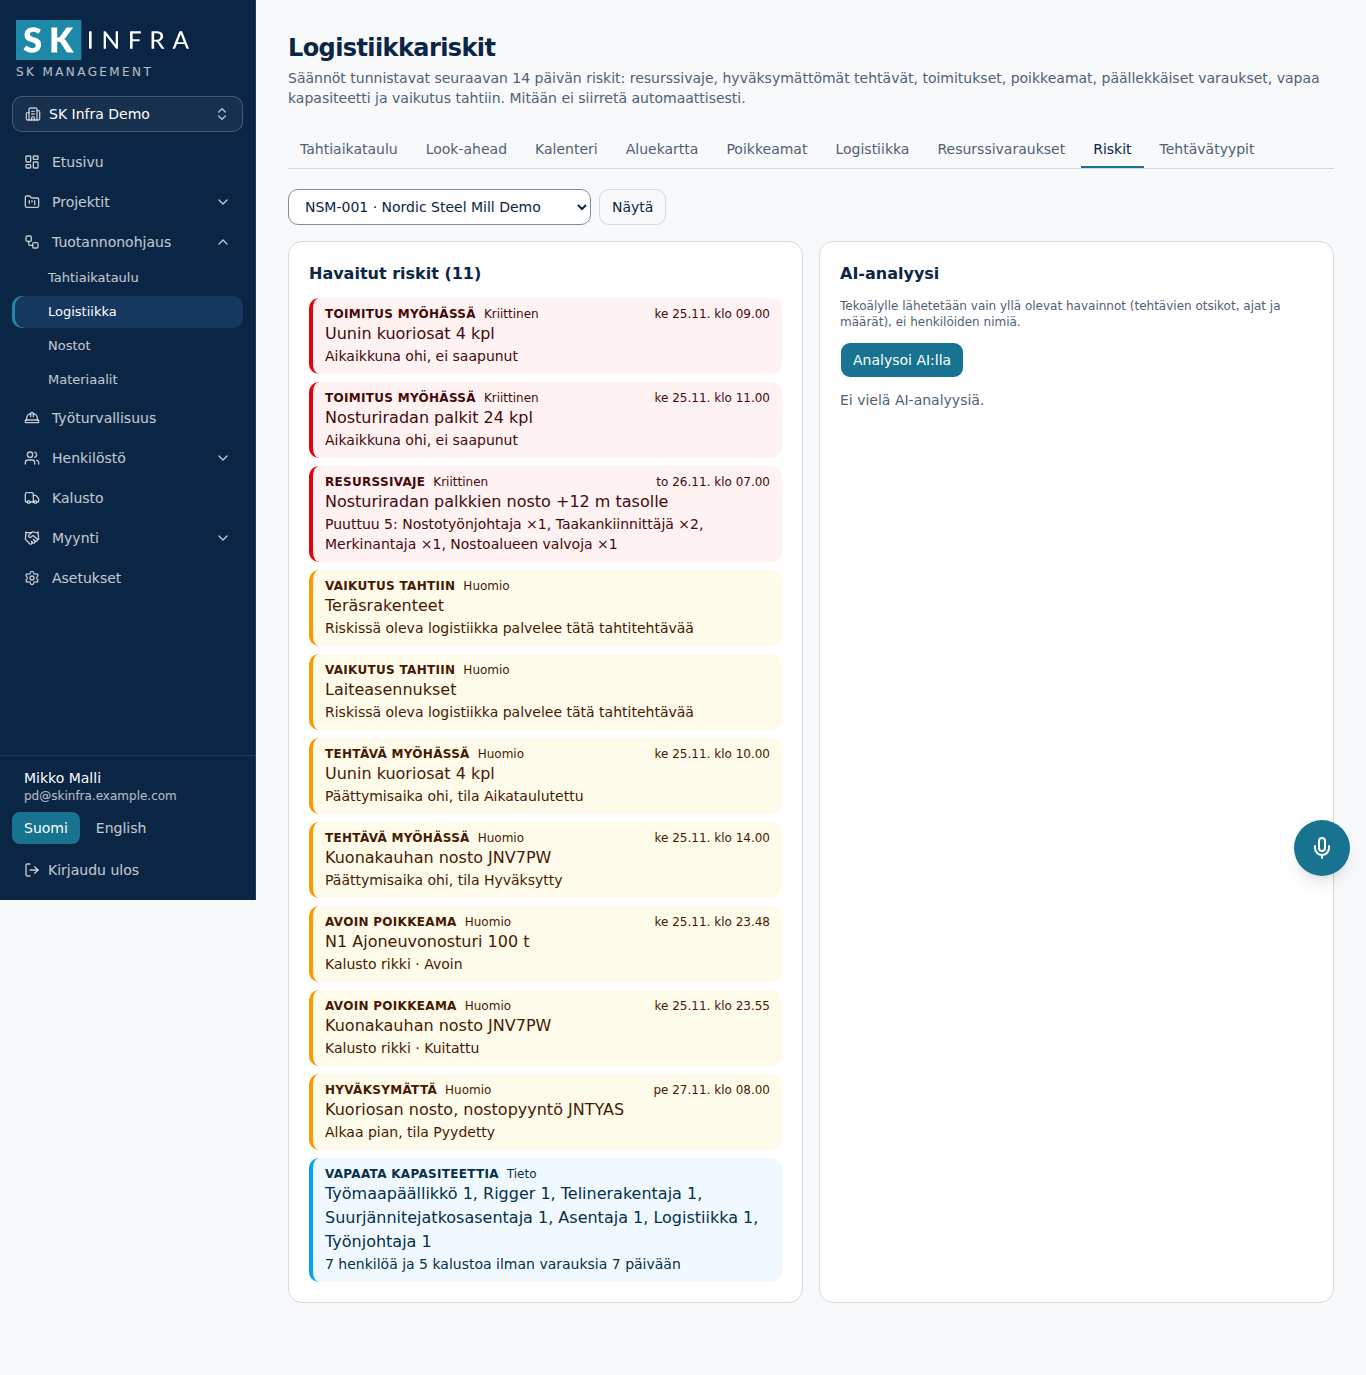 SK INFRA
SK MANAGEMENT
SK Infra Demo
Etusivu
Projektit
Tuotannonohjaus
Tahtiaikataulu
Logistiikka
Nostot
Materiaalit
Työturvallisuus
Henkilöstö
Kalusto
Myynti
Asetukset
Mikko Malli
pd@skinfra.example.com
Suomi English
Kirjaudu ulos
Logistiikkariskit
Säännöt tunnistavat seuraavan 14 päivän riskit: resurssivaje, hyväksymättömät tehtävät, toimitukset, poikkeamat, päällekkäiset varaukset, vapaa
kapasiteetti ja vaikutus tahtiin. Mitään ei siirretä automaattisesti.
Tahtiaikataulu Look-ahead Kalenteri Aluekartta Poikkeamat Logistiikka Resurssivaraukset Riskit Tehtävätyypit
NSM-001 · Nordic Steel Mill Demo Näytä
Havaitut riskit (11)
TOIMITUS MYÖHÄSSÄ Kriittinen ke 25.11. klo 09.00
Uunin kuoriosat 4 kpl
Aikaikkuna ohi, ei saapunut
TOIMITUS MYÖHÄSSÄ Kriittinen ke 25.11. klo 11.00
Nosturiradan palkit 24 kpl
Aikaikkuna ohi, ei saapunut
RESURSSIVAJE Kriittinen to 26.11. klo 07.00
Nosturiradan palkkien nosto +12 m tasolle
Puuttuu 5: Nostotyönjohtaja ×1, Taakankiinnittäjä ×2,
Merkinantaja ×1, Nostoalueen valvoja ×1
VAIKUTUS TAHTIIN Huomio
Teräsrakenteet
Riskissä oleva logistiikka palvelee tätä tahtitehtävää
VAIKUTUS TAHTIIN Huomio
Laiteasennukset
Riskissä oleva logistiikka palvelee tätä tahtitehtävää
TEHTÄVÄ MYÖHÄSSÄ Huomio ke 25.11. klo 10.00
Uunin kuoriosat 4 kpl
Päättymisaika ohi, tila Aikataulutettu
TEHTÄVÄ MYÖHÄSSÄ Huomio ke 25.11. klo 14.00
Kuonakauhan nosto JNV7PW
Päättymisaika ohi, tila Hyväksytty
AVOIN POIKKEAMA Huomio ke 25.11. klo 23.48
N1 Ajoneuvonosturi 100 t
Kalusto rikki · Avoin
AVOIN POIKKEAMA Huomio ke 25.11. klo 23.55
Kuonakauhan nosto JNV7PW
Kalusto rikki · Kuitattu
HYVÄKSYMÄTTÄ Huomio pe 27.11. klo 08.00
Kuoriosan nosto, nostopyyntö JNTYAS
Alkaa pian, tila Pyydetty
VAPAATA KAPASITEETTIA Tieto
Työmaapäällikkö 1, Rigger 1, Telinerakentaja 1,
Suurjännitejatkosasentaja 1, Asentaja 1, Logistiikka 1,
Työnjohtaja 1
7 henkilöä ja 5 kalustoa ilman varauksia 7 päivään
AI-analyysi
Tekoälylle lähetetään vain yllä olevat havainnot (tehtävien otsikot, ajat ja
määrät), ei henkilöiden nimiä.
Analysoi AI:lla
Ei vielä AI-analyysiä.